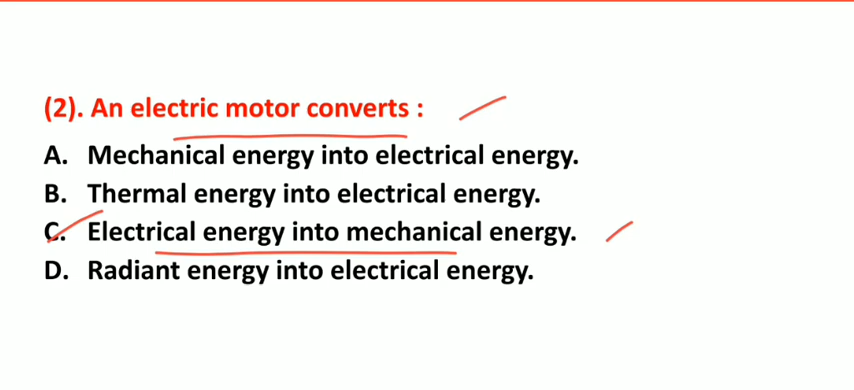 (2). An electric motor converts :
A. Mechanical energy into electrical energy.
B. Thermal energy into electrical energy.
C. Electrical energy into mechanical energy.
D. Radiant energy into electrical energy.